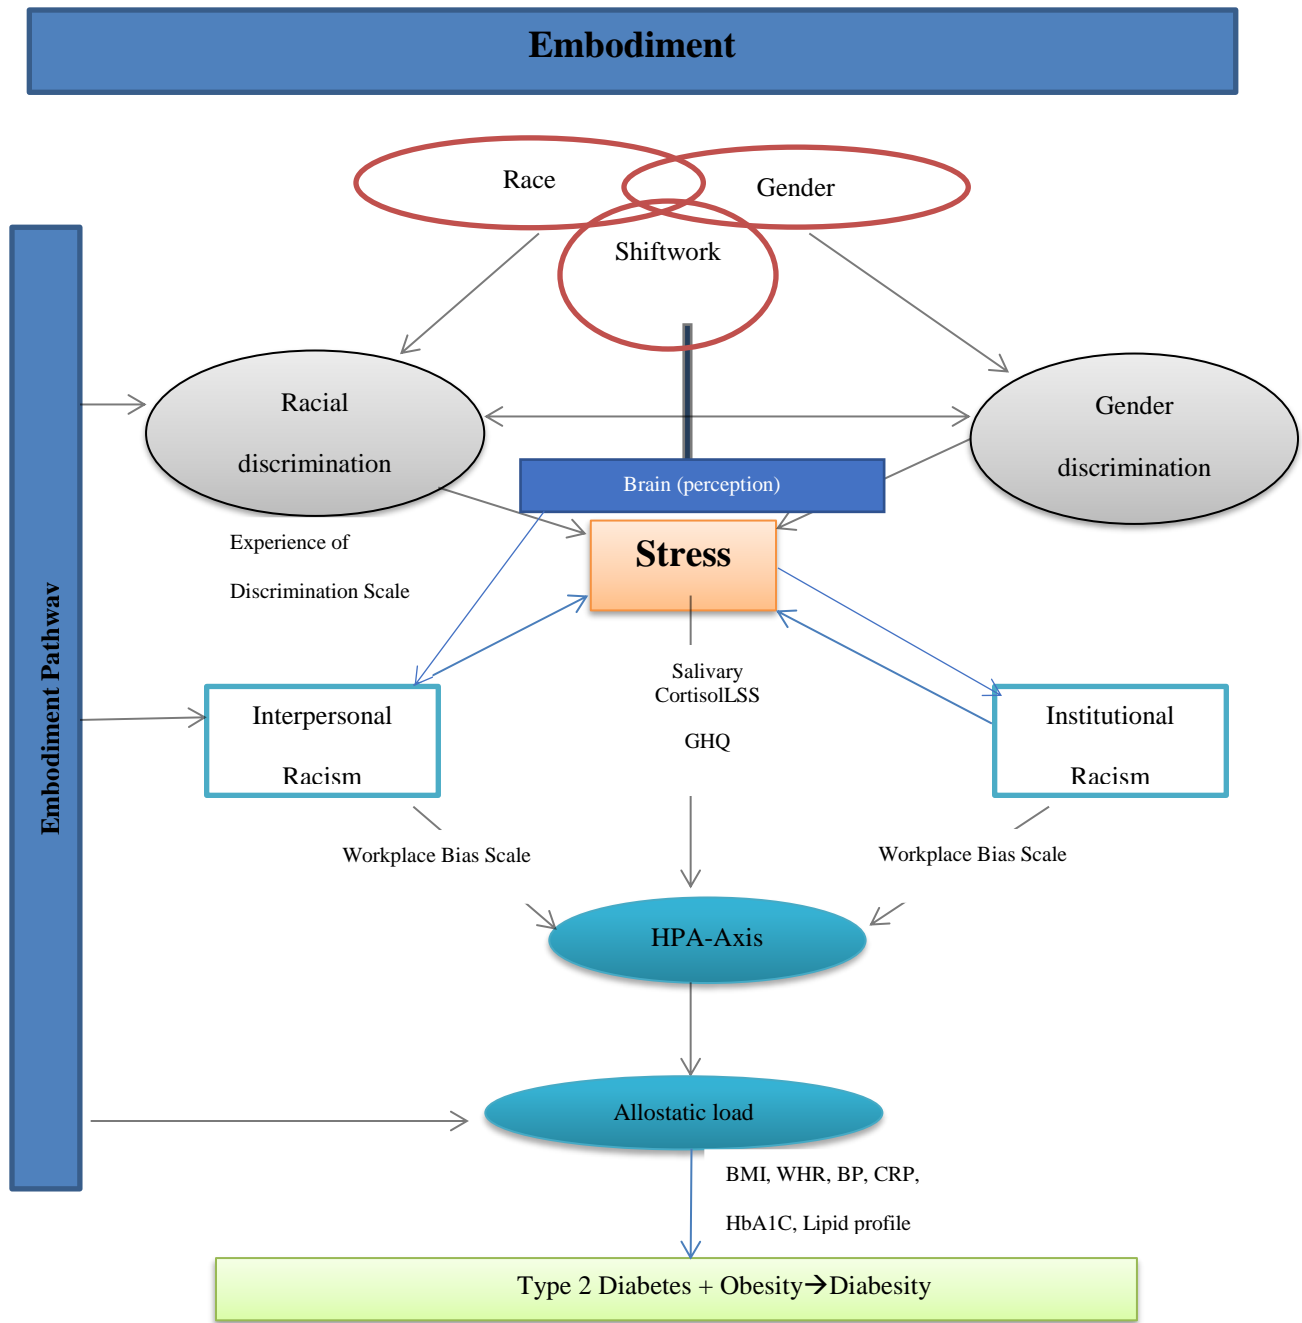 Embodiment
Race
Gender
Shiftwork
Racial
discrimination
Gender
discrimination
Brain (perception)
Stress
Experience of
Discrimination Scale
Embodiment Pathway
Salivary
CortisolLSS
GHQ
Interpersonal
Racism
Institutional
Racism
Workplace Bias Scale
Workplace Bias Scale
HPA-Axis
Allostatic load
BMI, WHR, BP, CRP,
HbA1C, Lipid profile
Type 2 Diabetes + Obesity→Diabesity